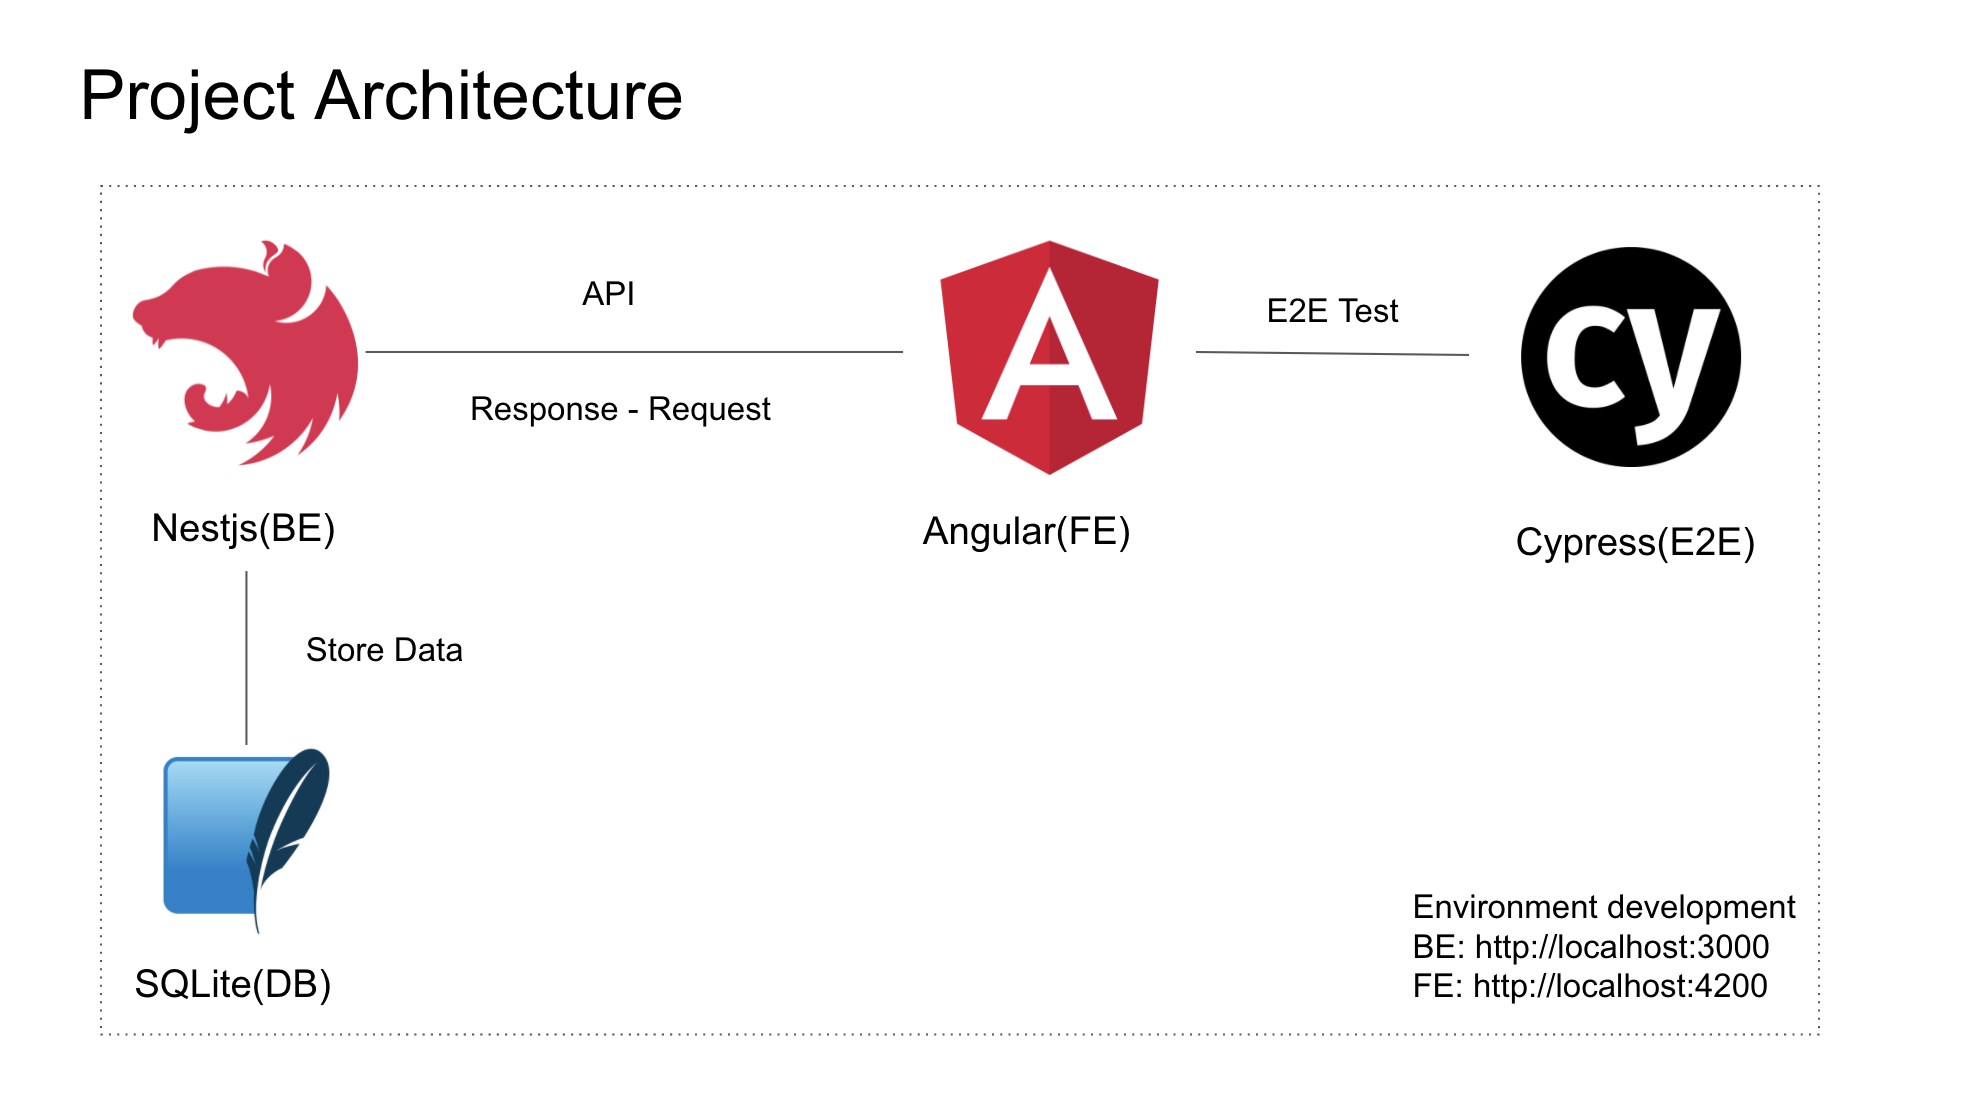 Project Architecture
API
Response - Request
E2E Test
cy
Nestjs(BE)
Angular(FE)
Cypress(E2E)
Store Data
SQLite(DB)
Environment development
BE: http://localhost:3000
FE: http://localhost:4200